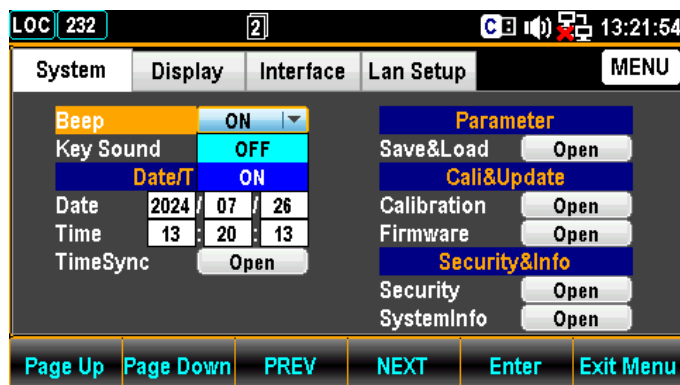 LOC 232 2 C 13:21:54
System Display Interface Lan Setup MENU
Beep ON
Key Sound OFF
Date/T ON
Date 2024 / 07 / 26
Time 13 : 20 : 13
TimeSync Open
Parameter
Save&Load Open
Cali&Update
Calibration Open
Firmware Open
Security&Info
Security Open
SystemInfo Open
Page Up Page Down PREV NEXT Enter Exit Menu